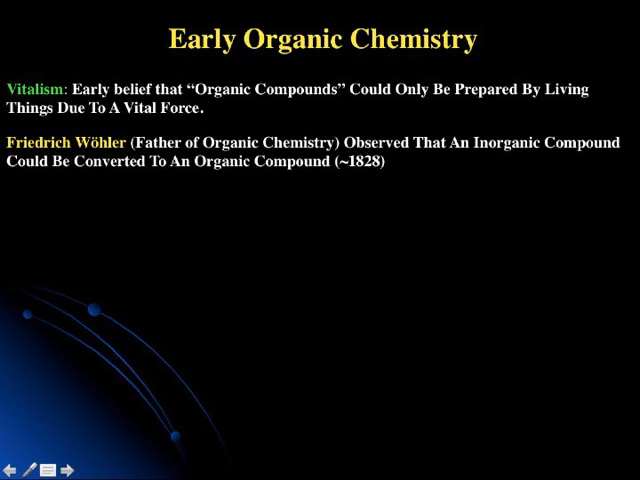 Early Organic Chemistry
Vitalism: Early belief that “Organic Compounds” Could Only Be Prepared By Living
Things Due To A Vital Force.
Friedrich Wöhler (Father of Organic Chemistry) Observed That An Inorganic Compound
Could Be Converted To An Organic Compound (~1828)